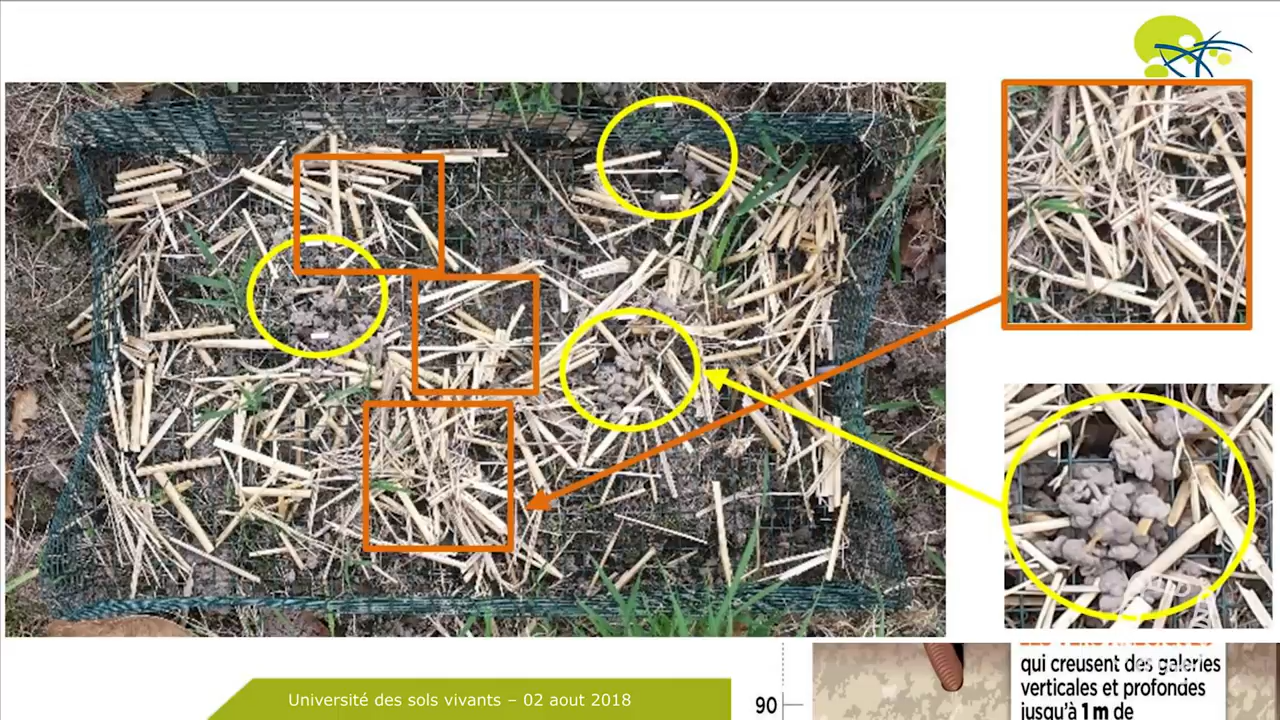 qui creusent des galeries
verticales et profondes
jusqu'à 1 m de
90
Université des sols vivants – 02 aout 2018